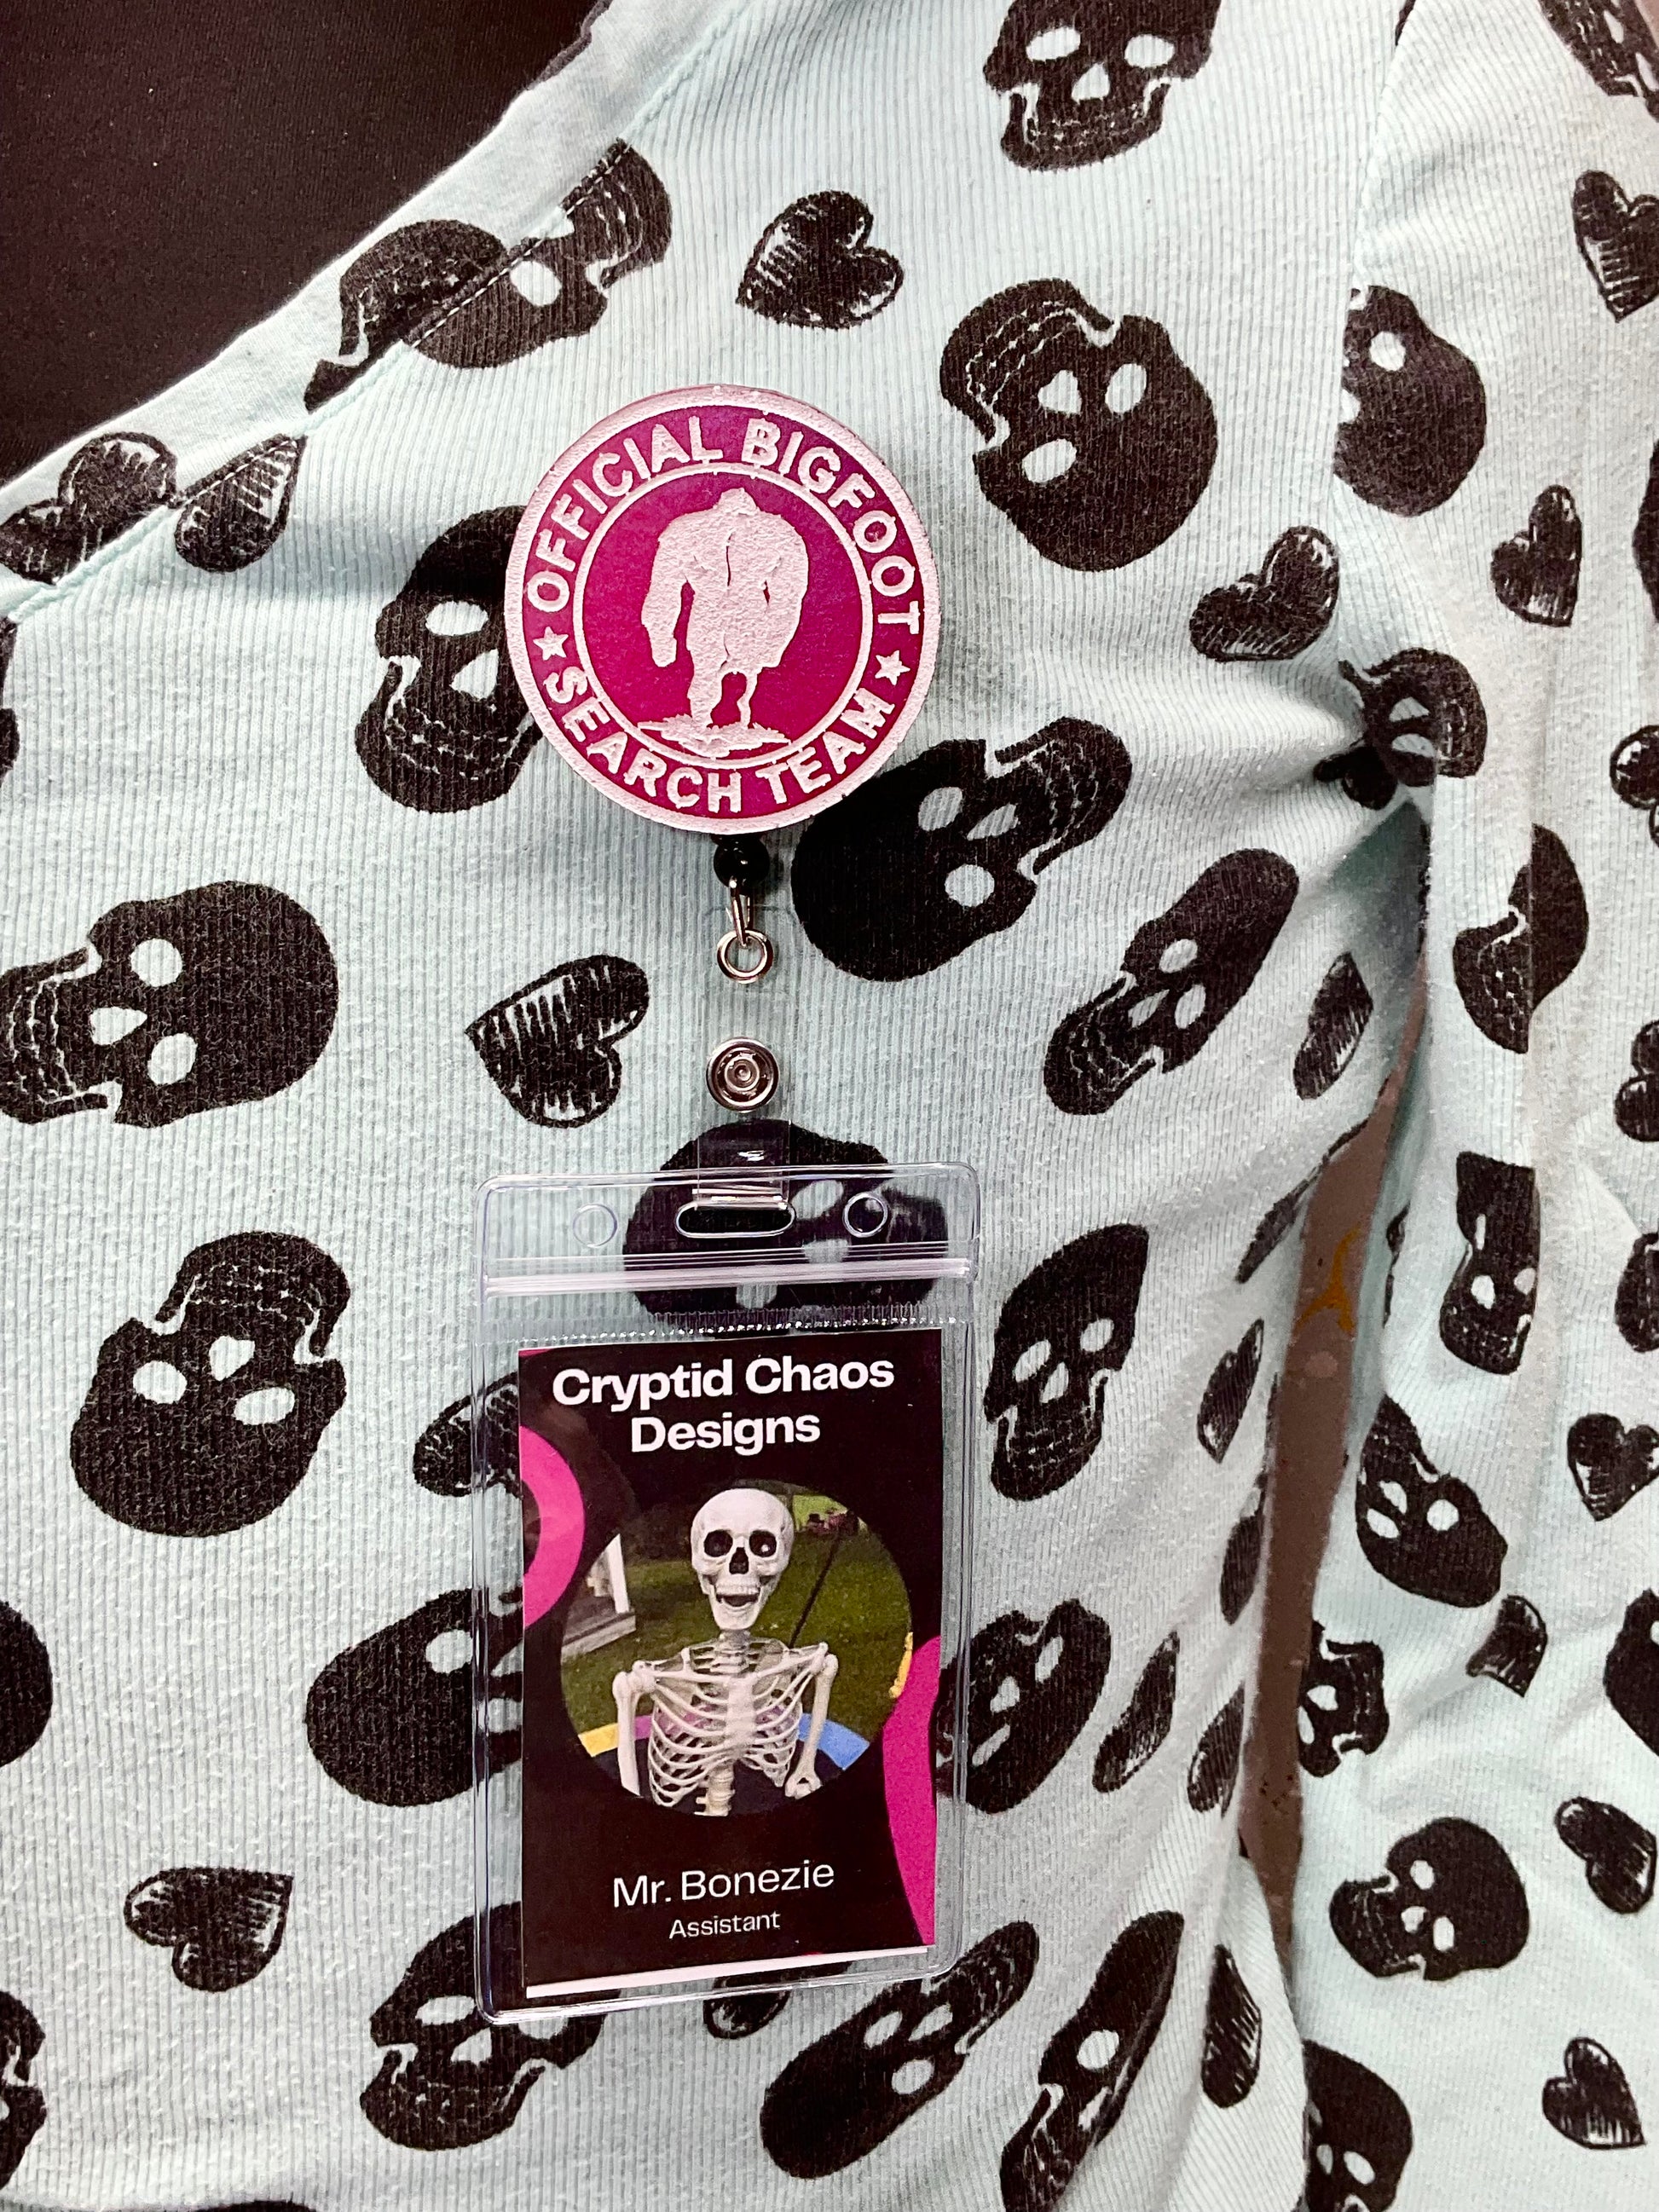 OFFICIAL BIGFOOT
SEARCH TEAM
Cryptid Chaos
Designs
Mr. Bonezie
Assistant